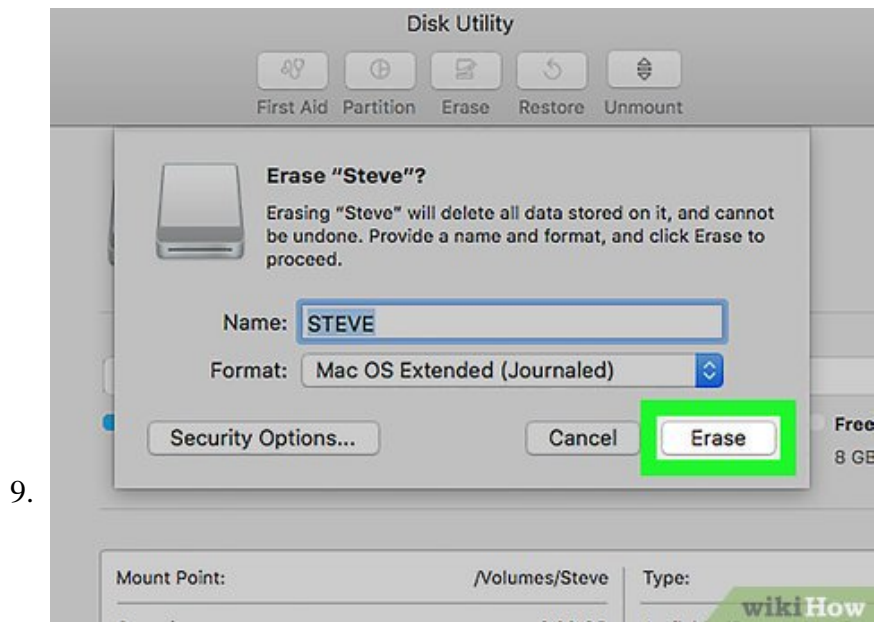 Disk Utility
First Aid Partition Erase Restore Unmount
Erase “Steve”?
Erasing “Steve” will delete all data stored on it, and cannot
be undone. Provide a name and format, and click Erase to
proceed.
Name: STEVE
Format: Mac OS Extended (Journaled)
Security Options... Cancel Erase
Free
8 GB
9.
Mount Point: /Volumes/Steve Type:
wikiHow